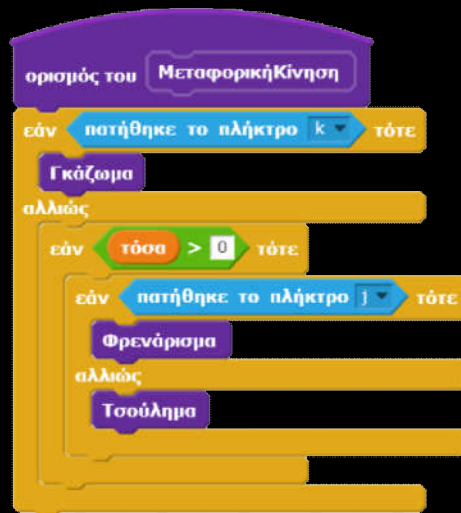 ορισμός του ΜεταφορικήΚίνηση
εάν πατήθηκε το πλήκτρο k τότε
Γκάζωμα
αλλιώς
εάν τόσα > 0 τότε
εάν πατήθηκε το πλήκτρο j τότε
Φρενάρισμα
αλλιώς
Τσούλημα